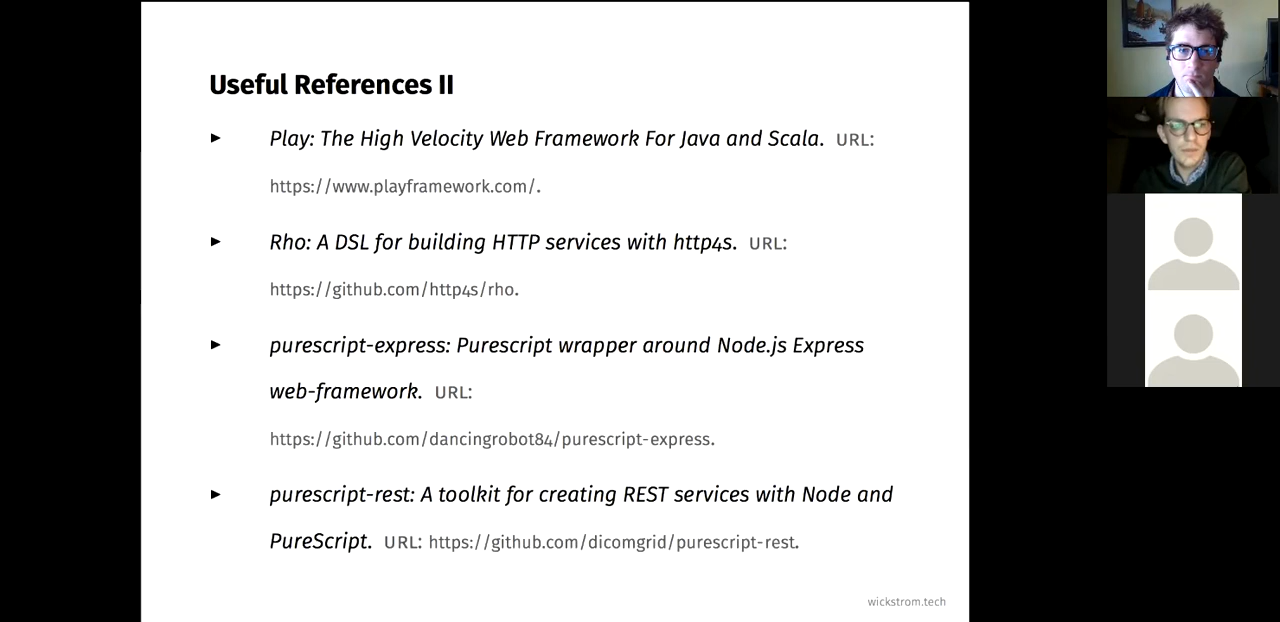 Useful References II
► Play: The High Velocity Web Framework For Java and Scala. URL:
https://www.playframework.com/.
► Rho: A DSL for building HTTP services with http4s. URL:
https://github.com/http4s/rho.
► purescript-express: Purescript wrapper around Node.js Express
web-framework. URL:
https://github.com/dancingrobot84/purescript-express.
► purescript-rest: A toolkit for creating REST services with Node and
PureScript. URL: https://github.com/dicomgrid/purescript-rest.
wickstrom.tech